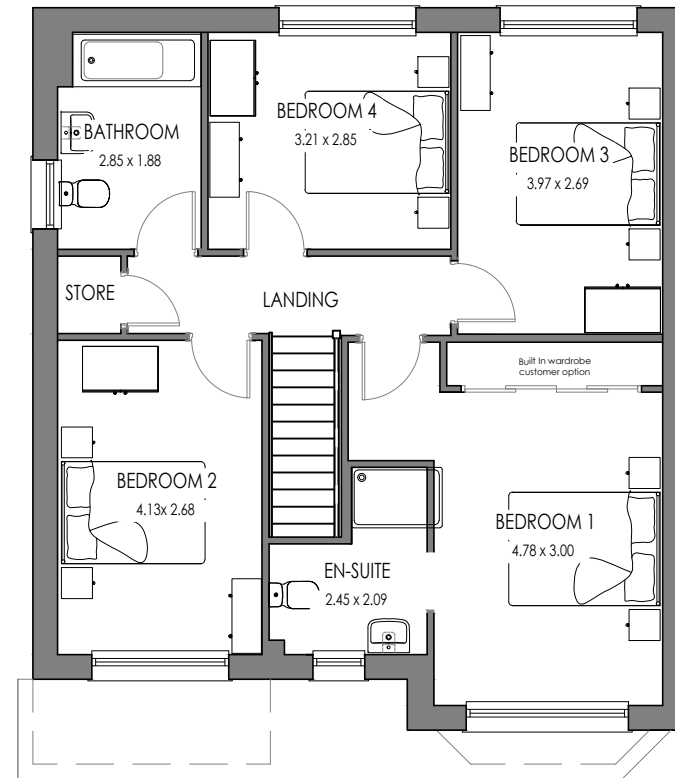 BATHROOM
2.85 x 1.88
BEDROOM 4
3.21 x 2.85
BEDROOM 3
3.97 x 2.69
STORE
LANDING
Built In wardrobe
customer option
BEDROOM 2
4.13x 2.68
EN-SUITE
2.45 x 2.09
BEDROOM 1
4.78 x 3.00